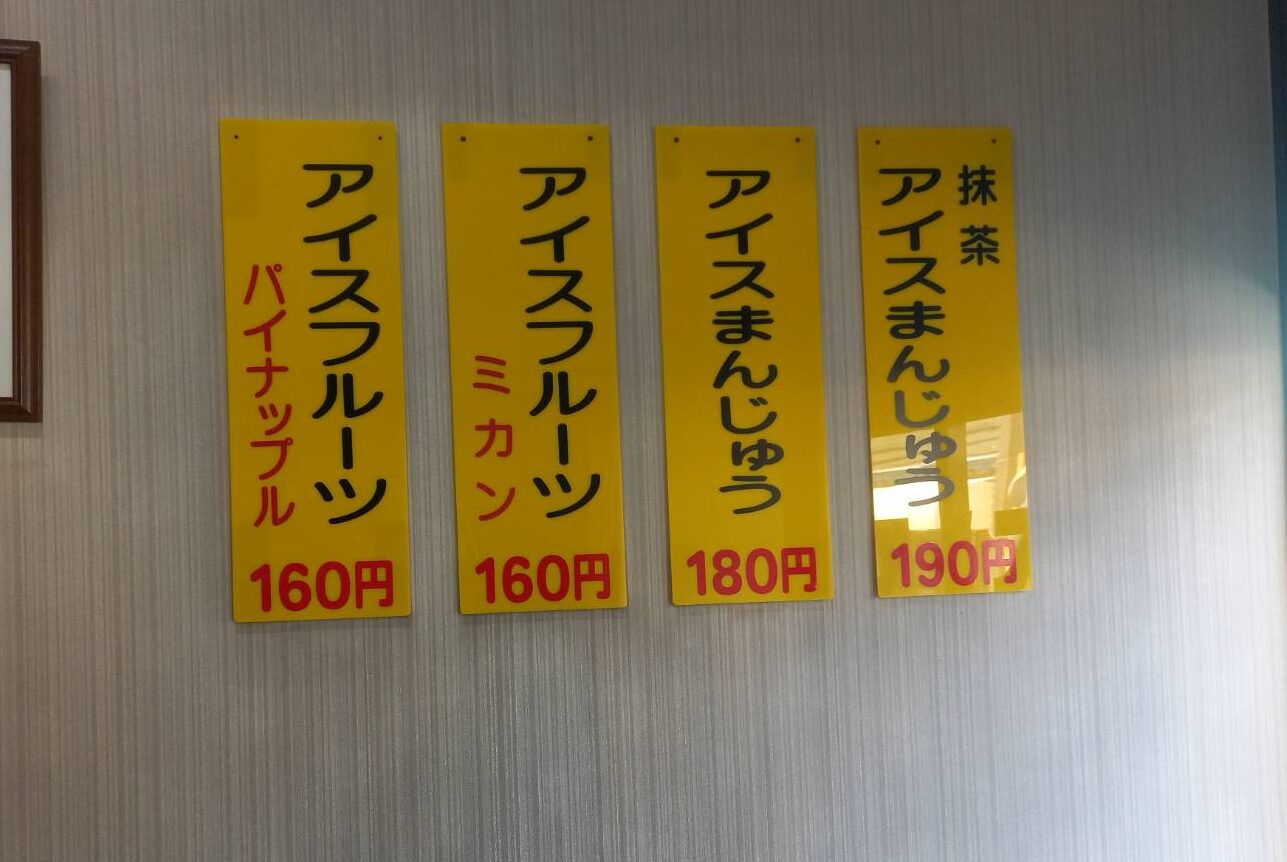 抹茶
アイスまんじゅう
190円
アイスまんじゅう
180円
アイスフルーツ
ミカン
160円
アイスフルーツ
パイナップル
160円